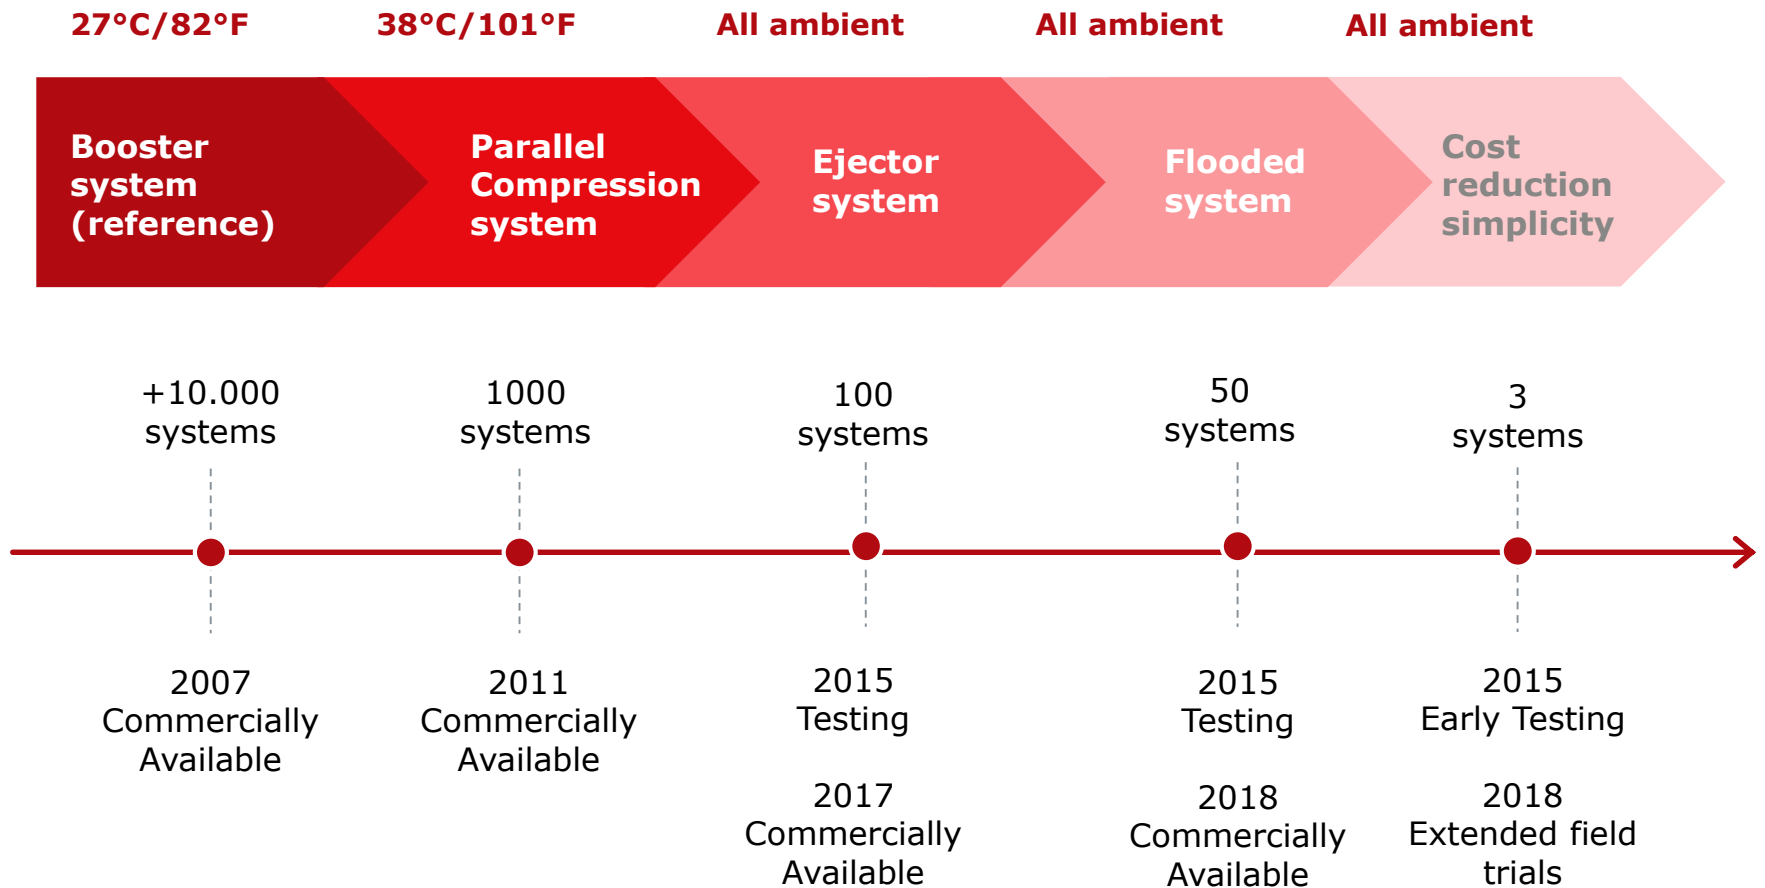 27°C/82°F
38°C/101°F
All ambient
All ambient
All ambient
Booster
system
(reference)
Parallel
Compression
system
Ejector
system
Flooded
system
Cost
reduction
simplicity
+10.000
systems
1000
systems
100
systems
50
systems
3
systems
2007
Commercially
Available
2011
Commercially
Available
2015
Testing
2017
Commercially
Available
2015
Testing
2018
Commercially
Available
2015
Early Testing
2018
Extended field
trials